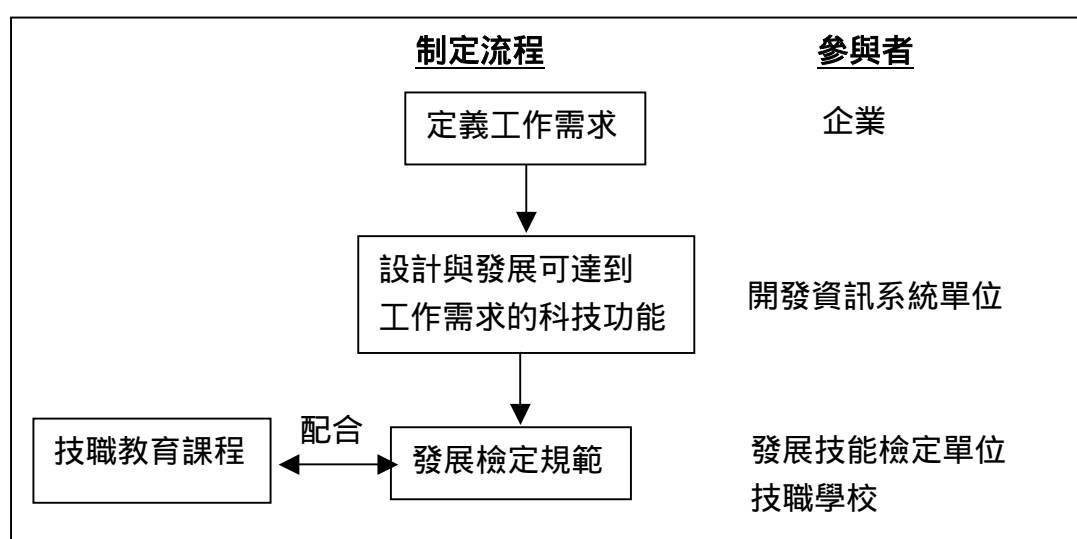 制定流程
參與者
定義工作需求
企業
設計與發展可達到
工作需求的科技功能
開發資訊系統單位
技職教育課程
配合
發展檢定規範
發展技能檢定單位
技職學校